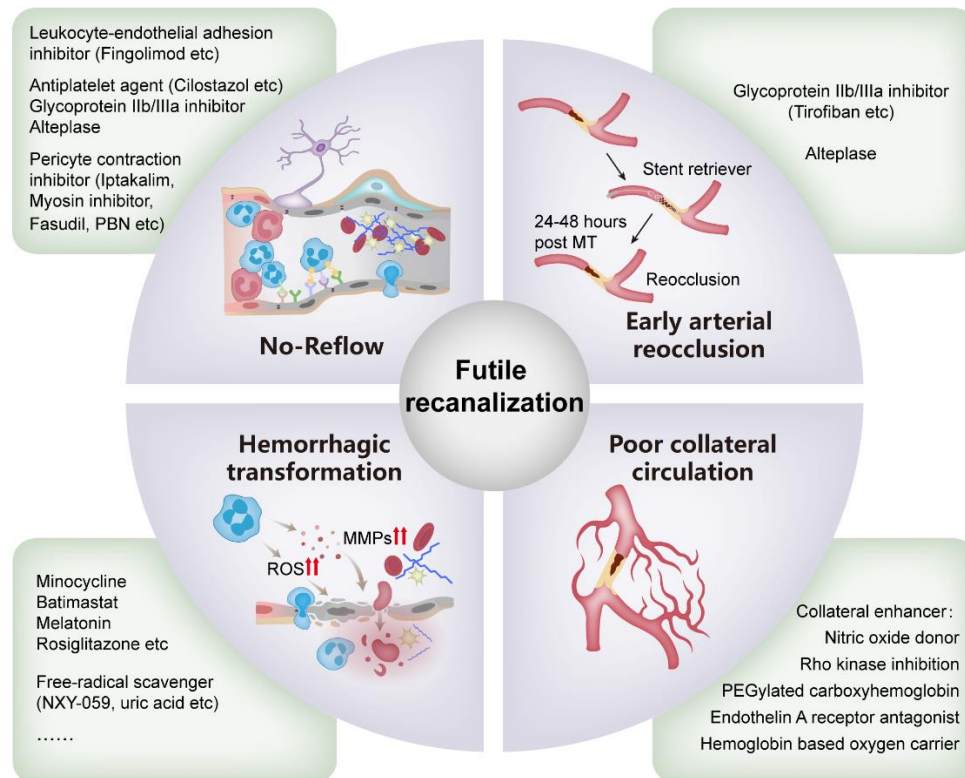 Leukocyte-endothelial adhesion
inhibitor (Fingolimod etc)
Antiplatelet agent (Cilostazol etc)
Glycoprotein IIb/IIIa inhibitor
Alteplase
Pericyte contraction
inhibitor (Iptakalim,
Myosin inhibitor,
Fasudil, PBN etc)
No-Reflow
Glycoprotein IIb/IIIa inhibitor
(Tirofiban etc)
Alteplase
Stent retriever
24-48 hours
post MT
Reocclusion
Early arterial
reocclusion
Futile
recanalization
Hemorrhagic
transformation
MMPs
ROS
Minocycline
Batimastat
Melatonin
Rosiglitazone etc
Free-radical scavenger
(NXY-059, uric acid etc)
......
Poor collateral
circulation
Collateral enhancer:
Nitric oxide donor
Rho kinase inhibition
PEGylated carboxyhemoglobin
Endothelin A receptor antagonist
Hemoglobin based oxygen carrier